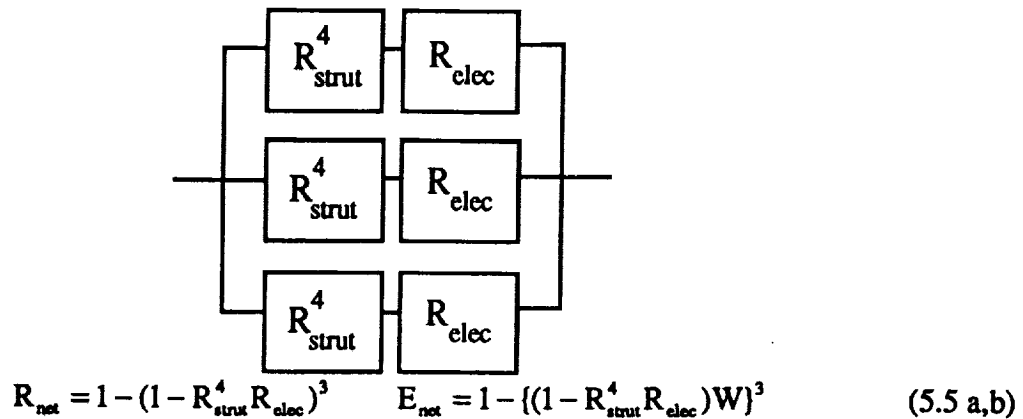 R⁴strut Relec
R⁴strut Relec
R⁴strut Relec
Rnet = 1 − (1 − R⁴strut Relec)³ Enet = 1 − {(1 − R⁴strut Relec)W}³ (5.5 a,b)